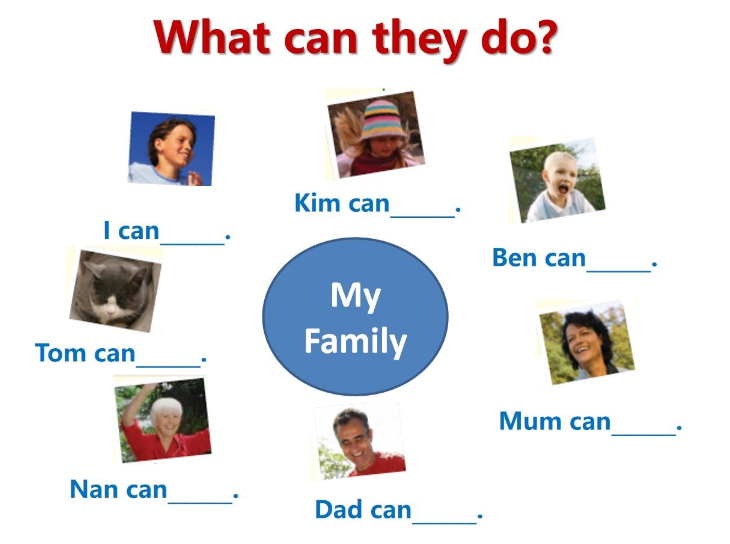 What can they do?
Kim can_____.
I can_____.
Ben can_____.
My
Family
Tom can_____.
Mum can_____.
Nan can_____.
Dad can_____.